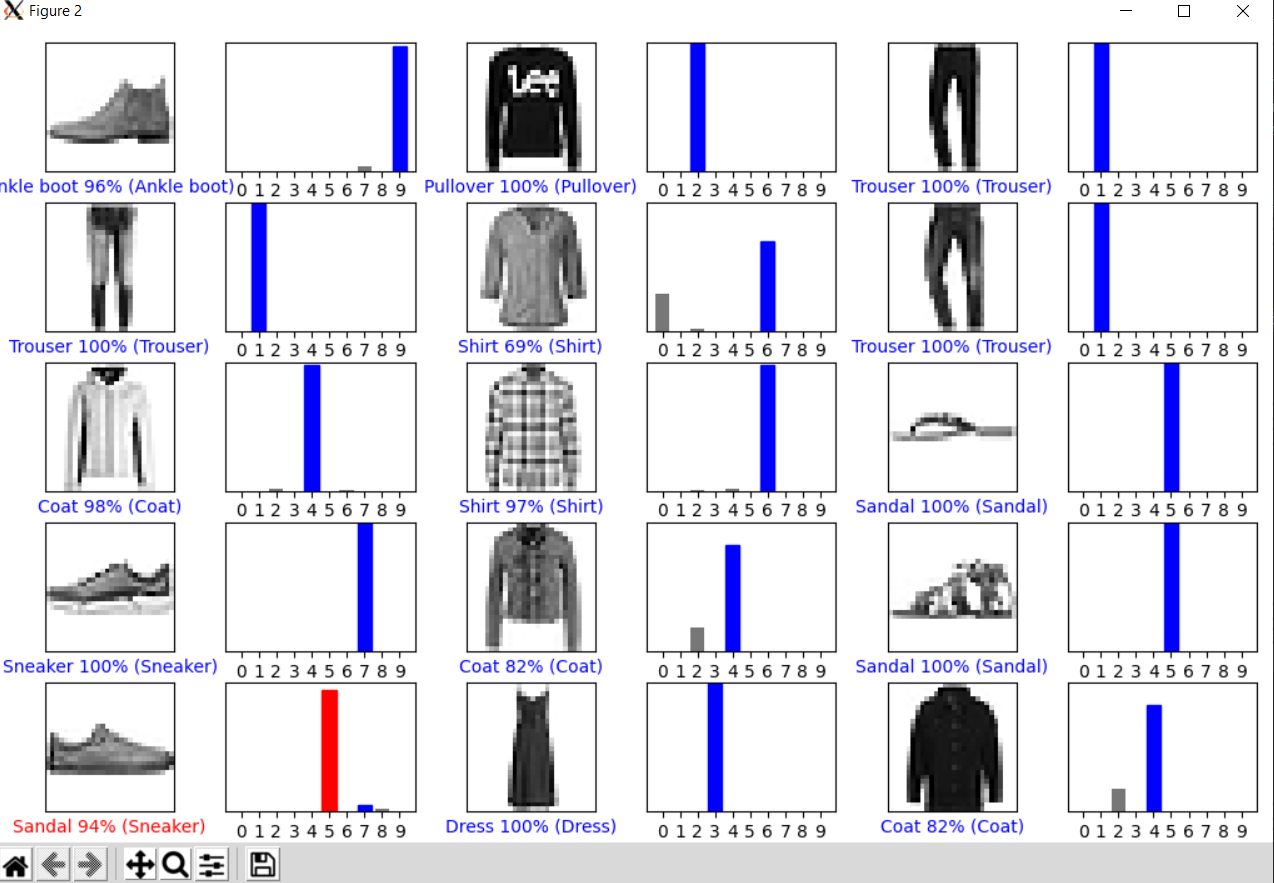 Figure 2
Lee
nkle boot 96% (Ankle boot) 0 1 2 3 4 5 6 7 8 9 Pullover 100% (Pullover) 0 1 2 3 4 5 6 7 8 9 Trouser 100% (Trouser) 0 1 2 3 4 5 6 7 8 9
Trouser 100% (Trouser) 0 1 2 3 4 5 6 7 8 9 Shirt 69% (Shirt) 0 1 2 3 4 5 6 7 8 9 Trouser 100% (Trouser) 0 1 2 3 4 5 6 7 8 9
Coat 98% (Coat) 0 1 2 3 4 5 6 7 8 9 Shirt 97% (Shirt) 0 1 2 3 4 5 6 7 8 9 Sandal 100% (Sandal) 0 1 2 3 4 5 6 7 8 9
Sneaker 100% (Sneaker) 0 1 2 3 4 5 6 7 8 9 Coat 82% (Coat) 0 1 2 3 4 5 6 7 8 9 Sandal 100% (Sandal) 0 1 2 3 4 5 6 7 8 9
Sandal 94% (Sneaker) 0 1 2 3 4 5 6 7 8 9 Dress 100% (Dress) 0 1 2 3 4 5 6 7 8 9 Coat 82% (Coat) 0 1 2 3 4 5 6 7 8 9